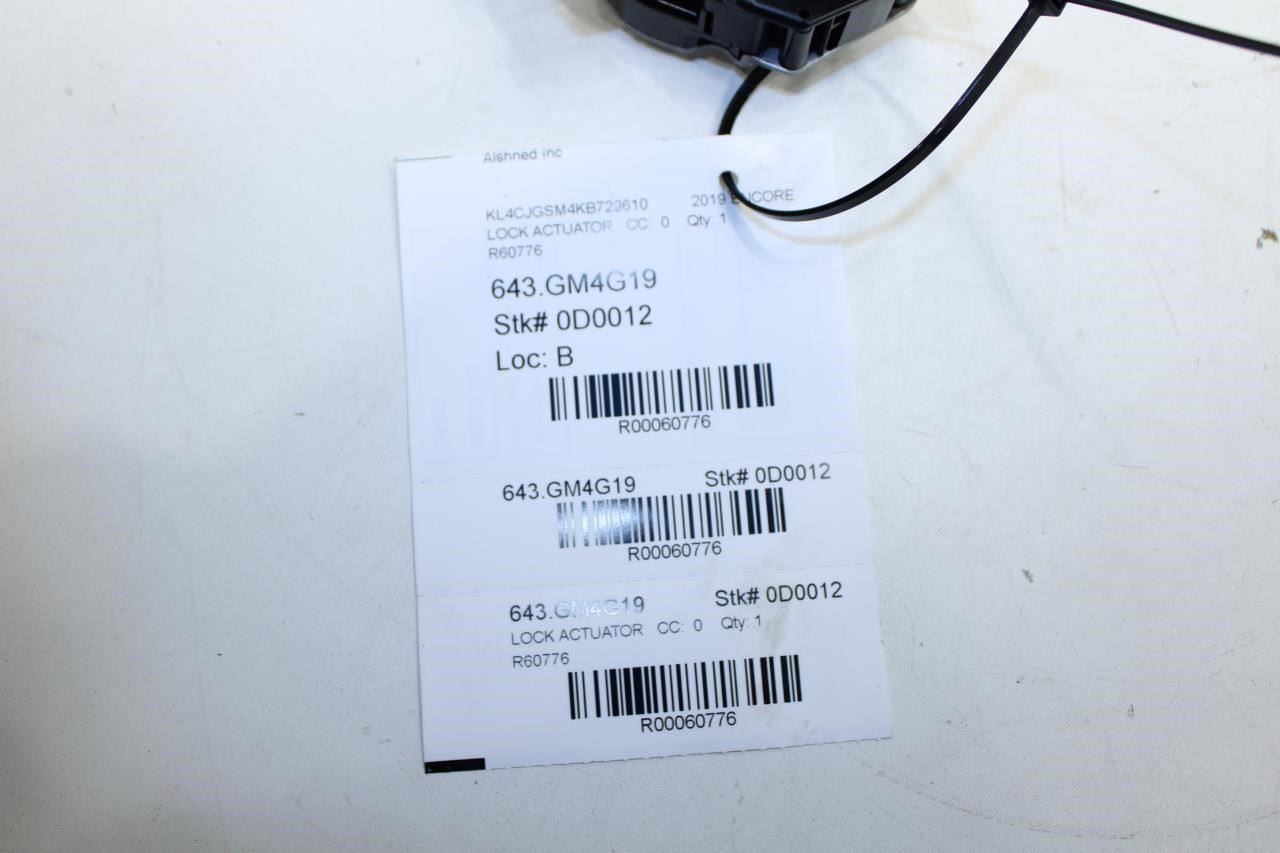 Aishned Inc
KL4CJGSM4KB729610 2019 ENCORE
LOCK ACTUATOR CC: 0 Qty: 1
R60776
643.GM4G19
Stk# 0D0012
Loc: B
R00060776
643.GM4G19 Stk# 0D0012
R00060776
643.GM4G19 Stk# 0D0012
LOCK ACTUATOR CC: 0 Qty: 1
R60776
R00060776